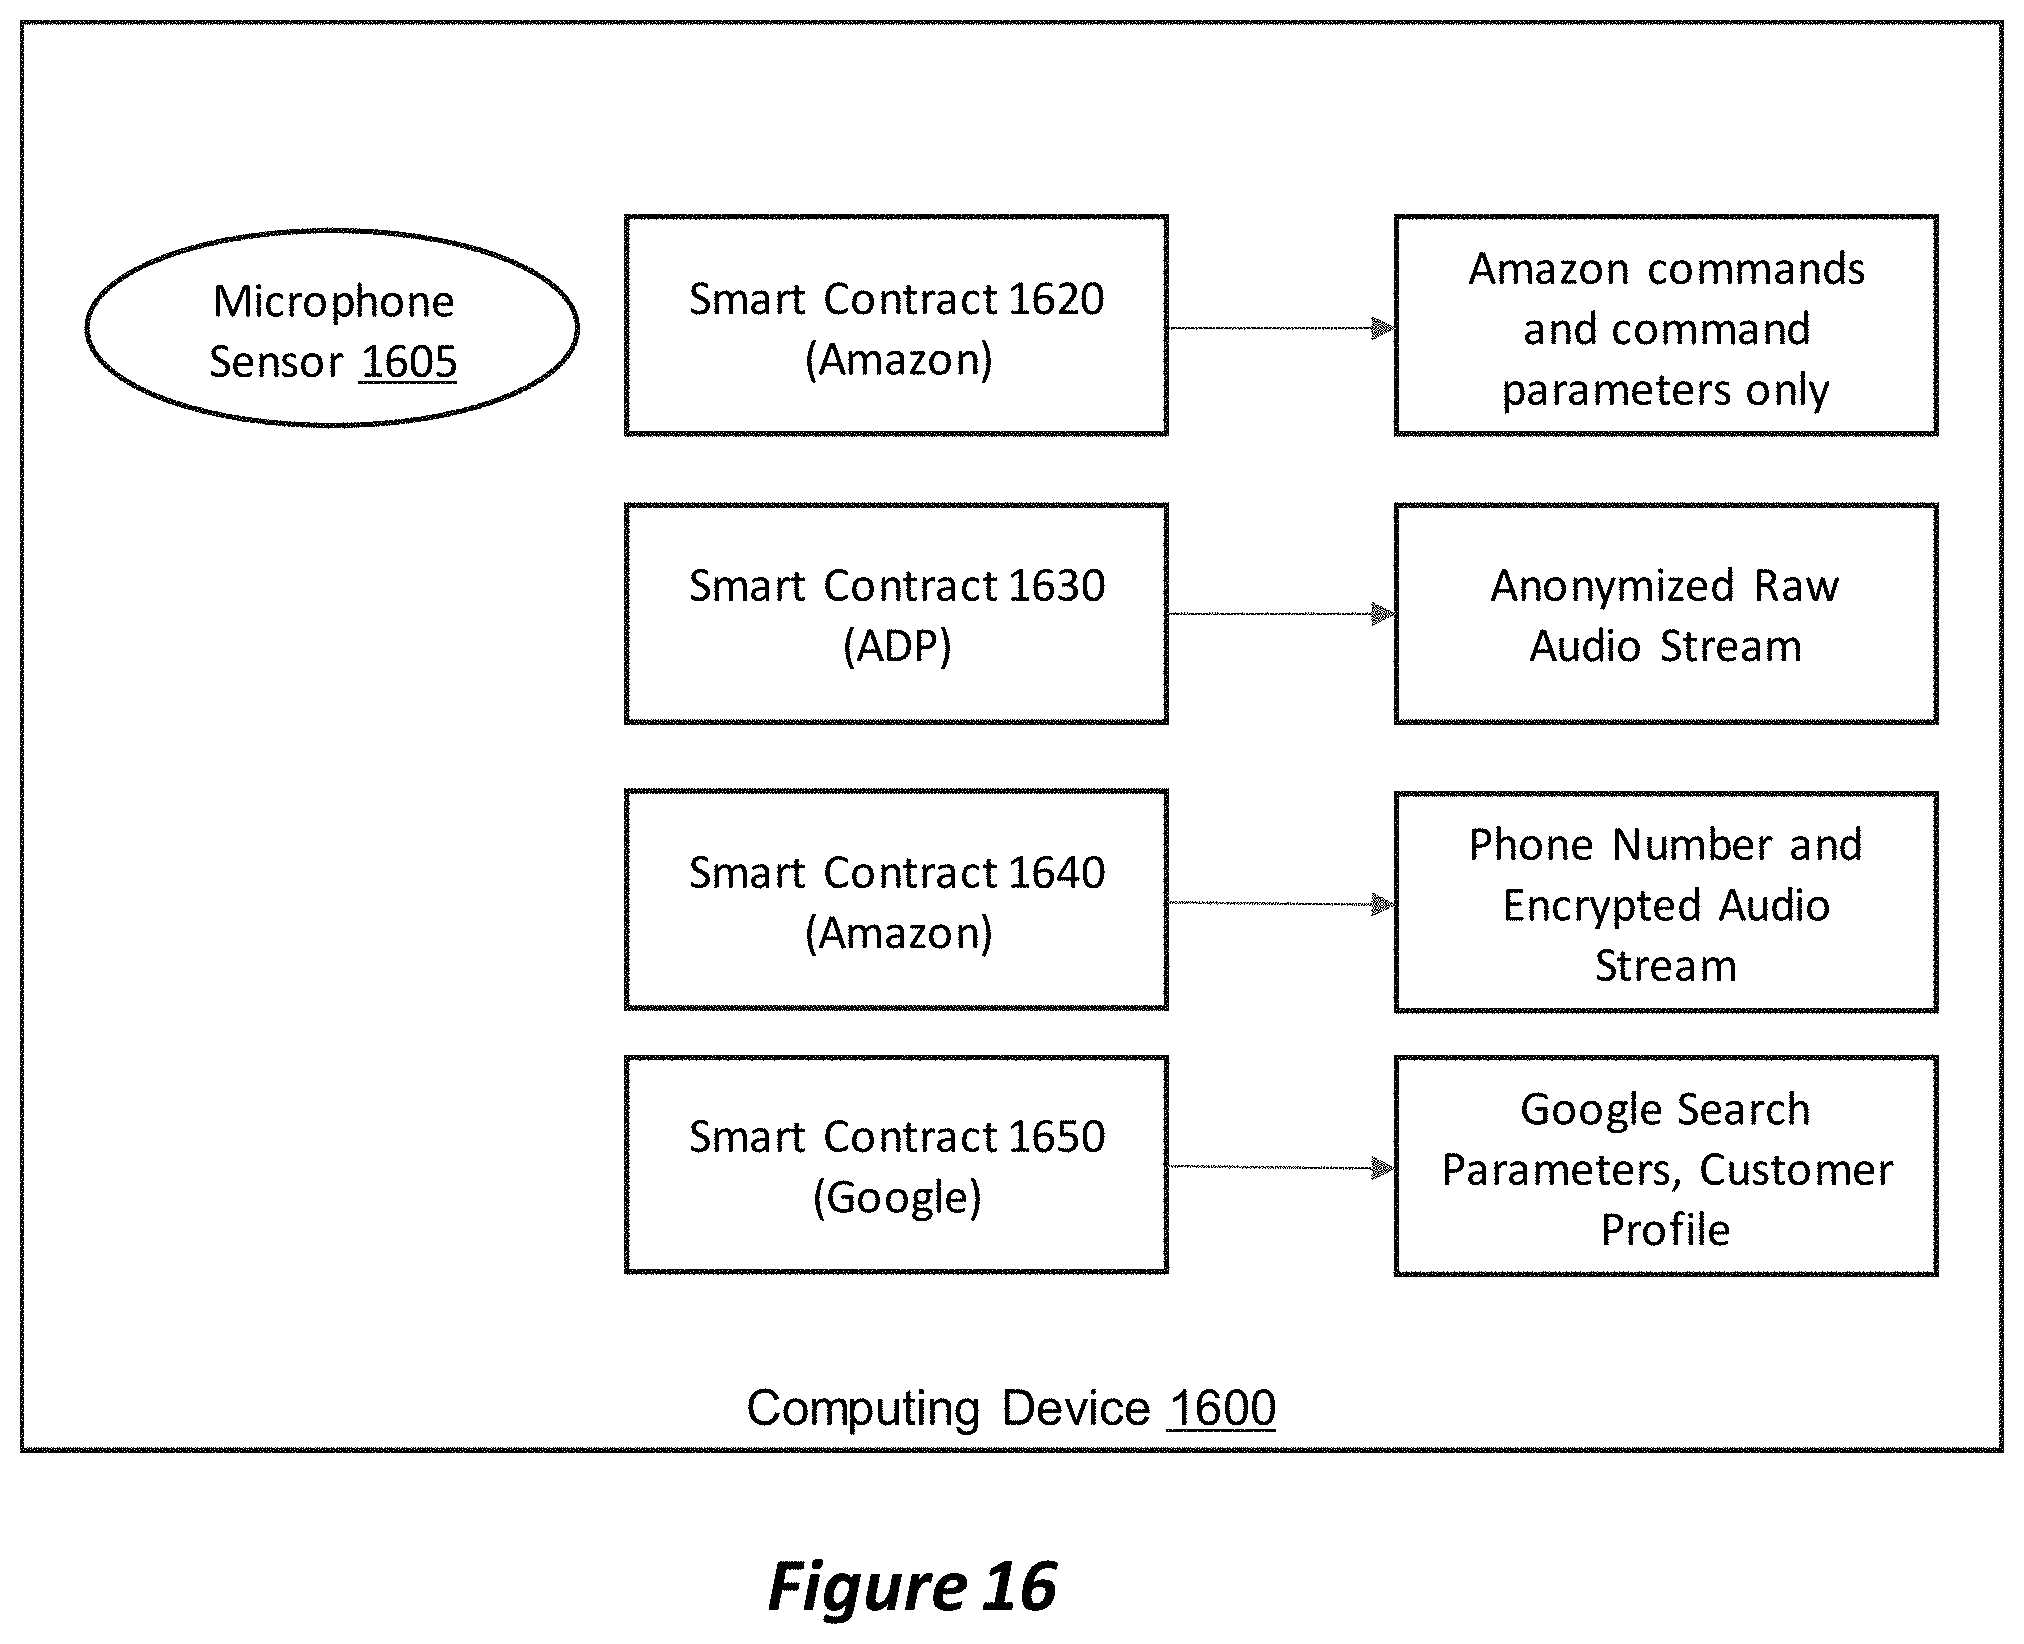 Microphone
Sensor 1605
Smart Contract 1620
(Amazon)
Amazon commands
and command
parameters only
Smart Contract 1630
(ADP)
Anonymized Raw
Audio Stream
Smart Contract 1640
(Amazon)
Phone Number and
Encrypted Audio
Stream
Smart Contract 1650
(Google)
Google Search
Parameters, Customer
Profile
Computing Device 1600
Figure 16